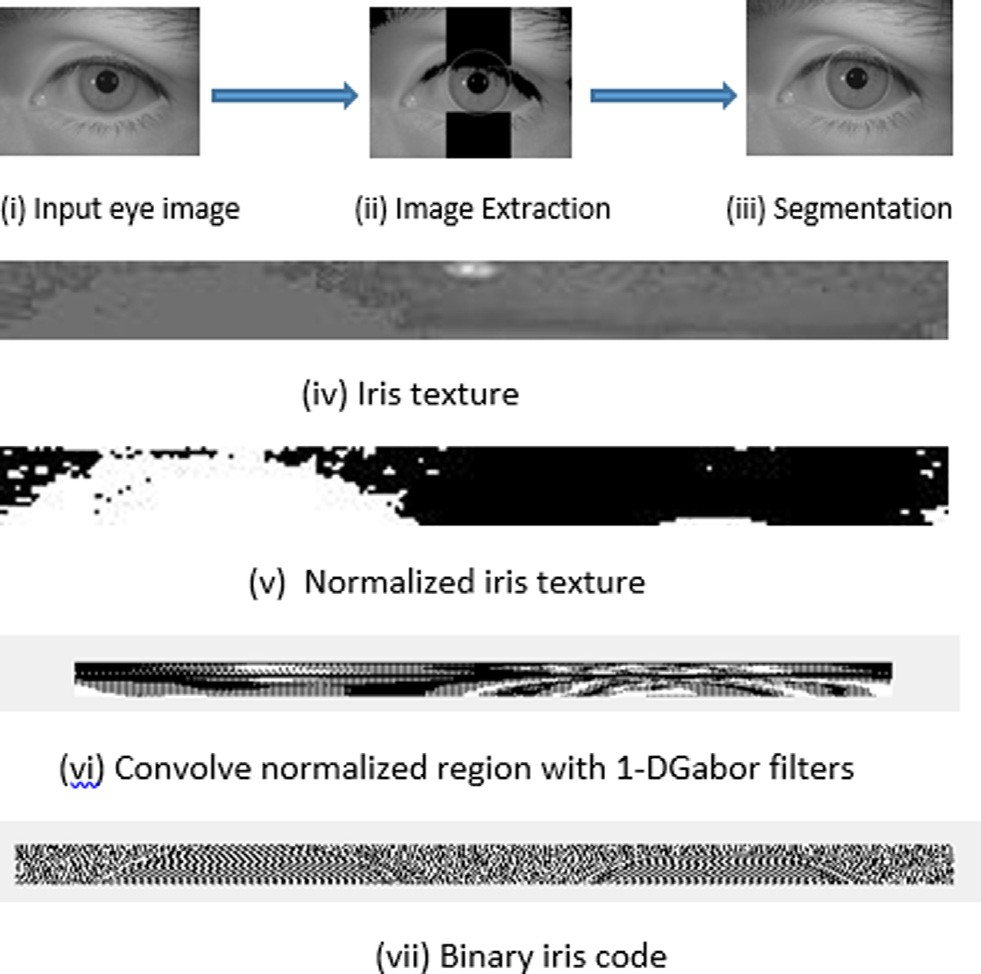 (i) Input eye image
(ii) Image Extraction
(iii) Segmentation
(iv) Iris texture
(v) Normalized iris texture
(vi) Convolve normalized region with 1-DGabor filters
(vii) Binary iris code